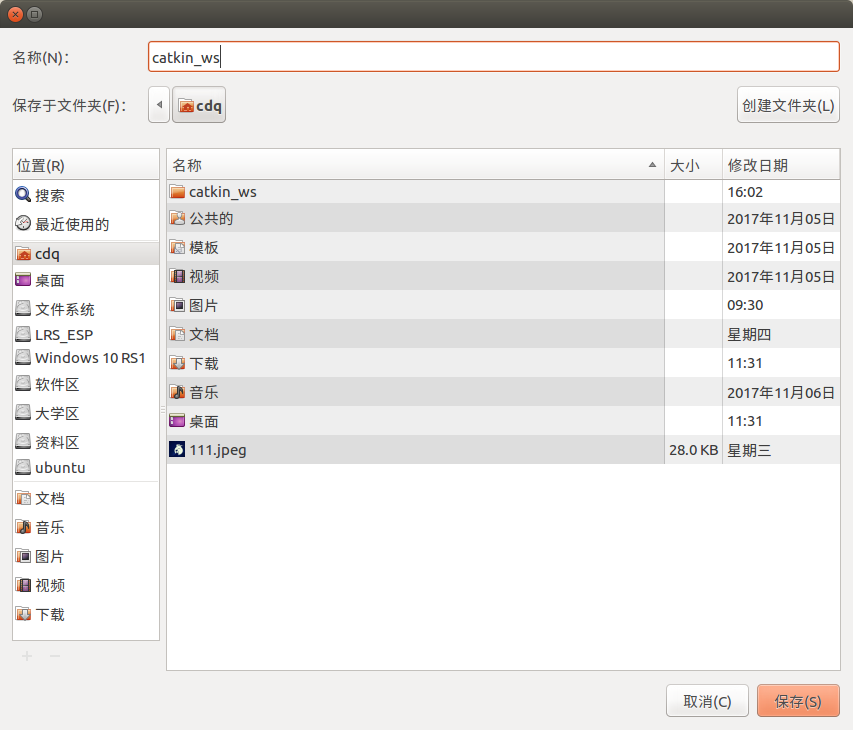 名称(N)：
catkin_ws
保存于文件夹(F)：
cdq
创建文件夹(L)
位置(R)
搜索
最近使用的
cdq
桌面
文件系统
LRS_ESP
Windows 10 RS1
软件区
大学区
资料区
ubuntu
文档
音乐
图片
视频
下载
名称 大小 修改日期
catkin_ws 16:02
公共的 2017年11月05日
模板 2017年11月05日
视频 2017年11月05日
图片 09:30
文档 星期四
下载 11:31
音乐 2017年11月06日
桌面 11:31
111.jpeg 28.0 KB 星期三
取消(C)
保存(S)